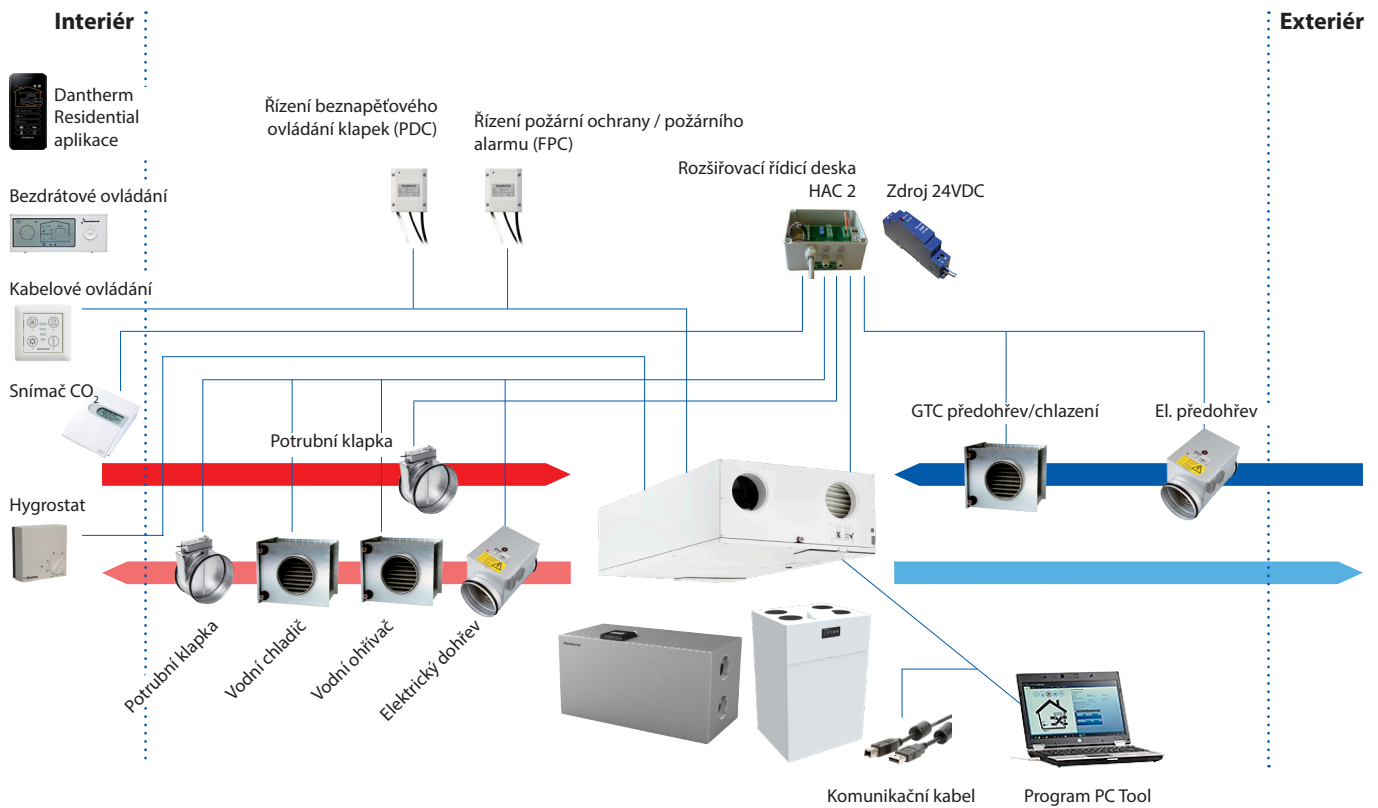 Interiér
Exteriér
Dantherm
Residential
aplikace
Řízení beznapěťového
ovládání klapek (PDC)
Řízení požární ochrany / požárního
alarmu (FPC)
Rozšiřovací řídicí deska
HAC 2
Zdroj 24VDC
Bezdrátové ovládání
Kabelové ovládání
Snímač CO2
GTC předohřev/chlazení
El. předohřev
Potrubní klapka
Hygrostat
Potrubní klapka
Vodní chladič
Vodní ohřívač
Elektrický dohřev
Komunikační kabel
Program PC Tool